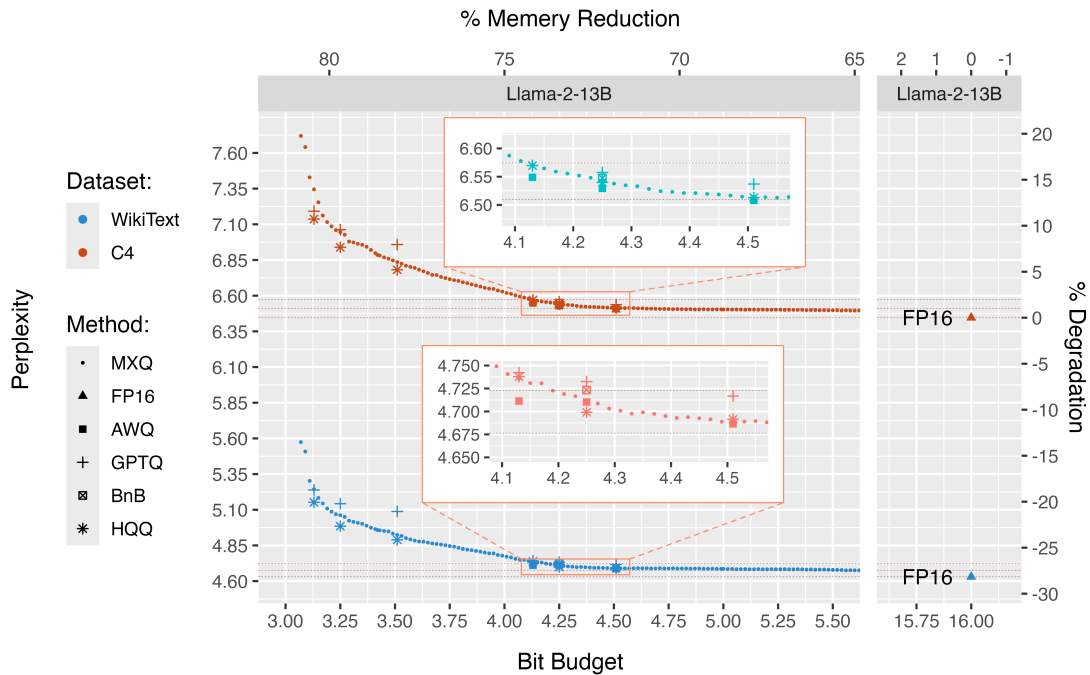 % Memery Reduction
80 75 70 65 2 1 0 -1
Llama-2-13B Llama-2-13B
Perplexity
% Degradation
7.60
7.35
7.10
6.85
6.60
6.35
6.10
5.85
5.60
5.35
5.10
4.85
4.60
20
15
10
5
0
-5
-10
-15
-20
-25
-30
Dataset:
WikiText
C4
Method:
MXQ
FP16
AWQ
GPTQ
BnB
HQQ
6.60
6.55
6.50
4.1 4.2 4.3 4.4 4.5
FP16
4.750
4.725
4.700
4.675
4.650
4.1 4.2 4.3 4.4 4.5
FP16
3.00 3.25 3.50 3.75 4.00 4.25 4.50 4.75 5.00 5.25 5.50 15.75 16.00
Bit Budget